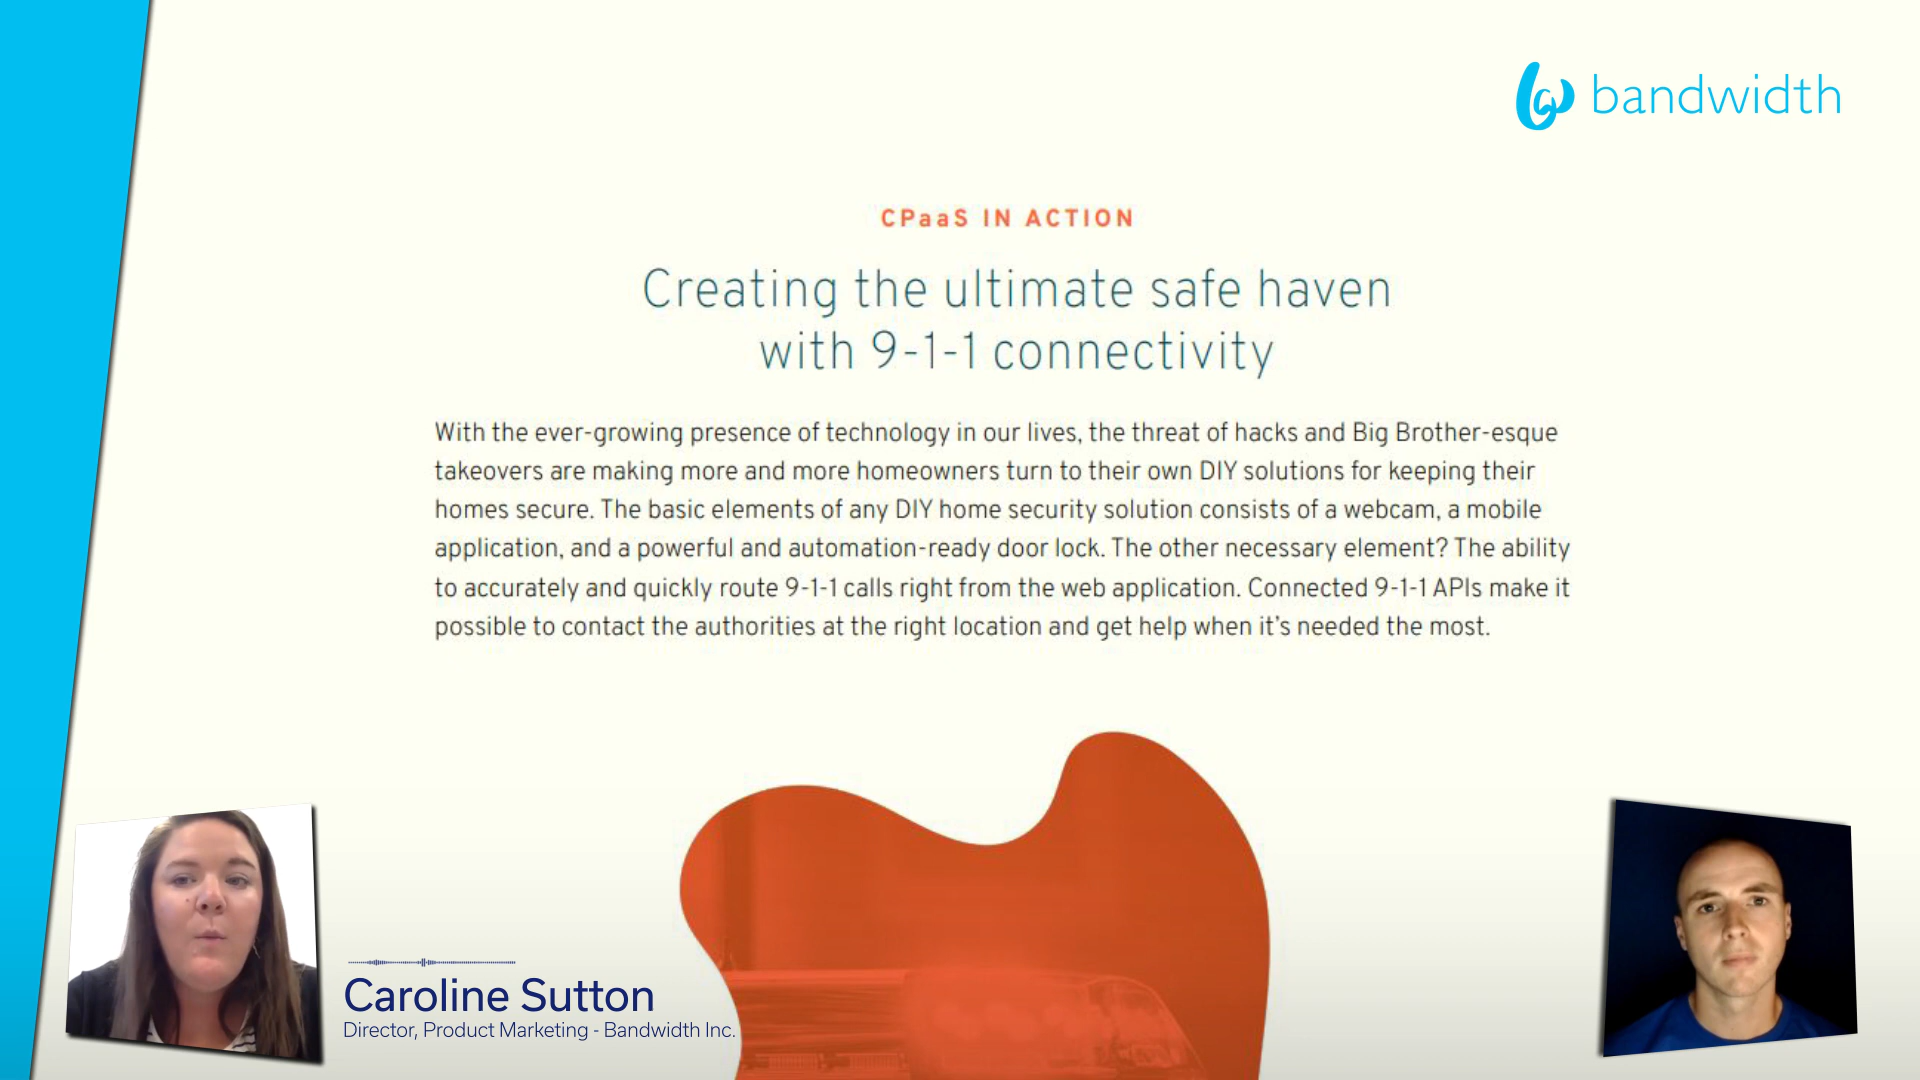 bandwidth
CPaaS IN ACTION
Creating the ultimate safe haven
with 9-1-1 connectivity
With the ever-growing presence of technology in our lives, the threat of hacks and Big Brother-esque
takeovers are making more and more homeowners turn to their own DIY solutions for keeping their
homes secure. The basic elements of any DIY home security solution consists of a webcam, a mobile
application, and a powerful and automation-ready door lock. The other necessary element? The ability
to accurately and quickly route 9-1-1 calls right from the web application. Connected 9-1-1 APIs make it
possible to contact the authorities at the right location and get help when it's needed the most.
Caroline Sutton
Director, Product Marketing - Bandwidth Inc.